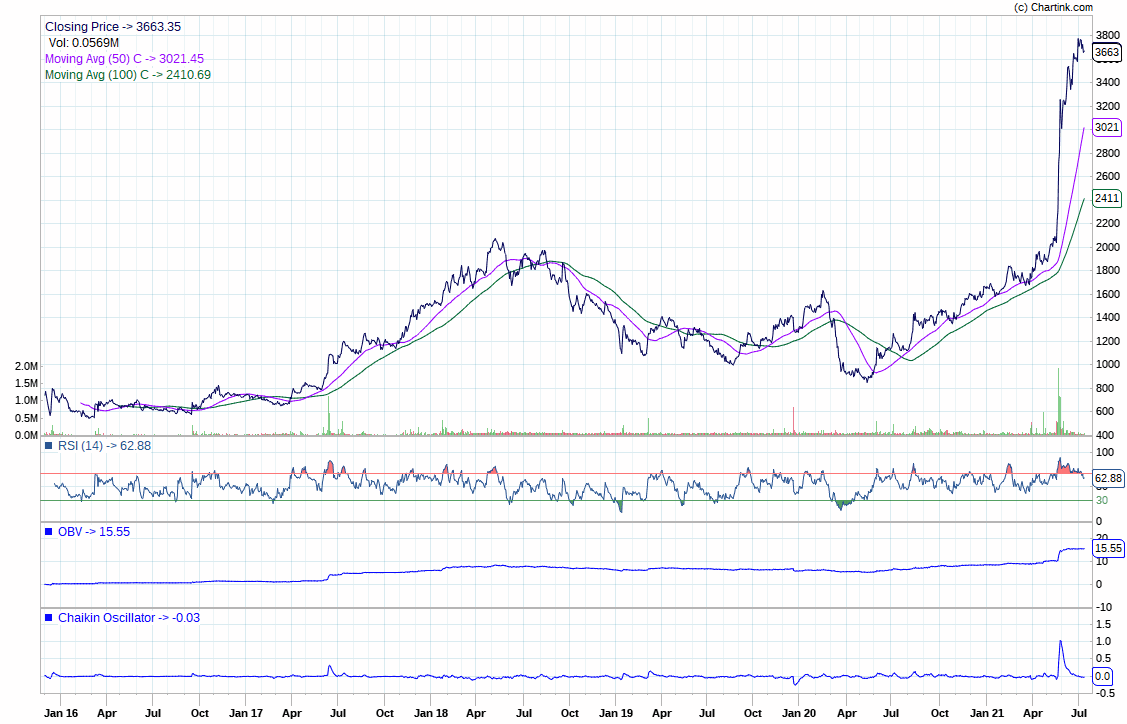 (c) Chartink.com
Closing Price -> 3663.35
Vol: 0.0569M
Moving Avg (50) C -> 3021.45
Moving Avg (100) C -> 2410.69
3800
3663
3400
3200
3021
2800
2600
2411
2200
2000
1800
1600
1400
1200
1000
800
600
400
2.0M
1.5M
1.0M
0.5M
0.0M
RSI (14) -> 62.88
100
62.88
30
0
OBV -> 15.55
20
15.55
10
0
-10
Chaikin Oscillator -> -0.03
1.5
1.0
0.5
0.0
-0.5
Jan 16 Apr Jul Oct Jan 17 Apr Jul Oct Jan 18 Apr Jul Oct Jan 19 Apr Jul Oct Jan 20 Apr Jul Oct Jan 21 Apr Jul